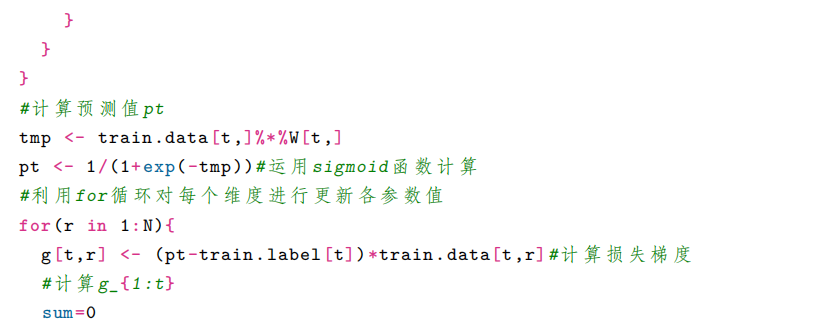 }
}
}
#计算预测值pt
tmp <- train.data[t,]%*%W[t,]
pt <- 1/(1+exp(-tmp))#运用sigmoid函数计算
#利用for循环对每个维度进行更新各参数值
for(r in 1:N){
g[t,r] <- (pt-train.label[t])*train.data[t,r]#计算损失梯度
#计算g_{1:t}
sum=0